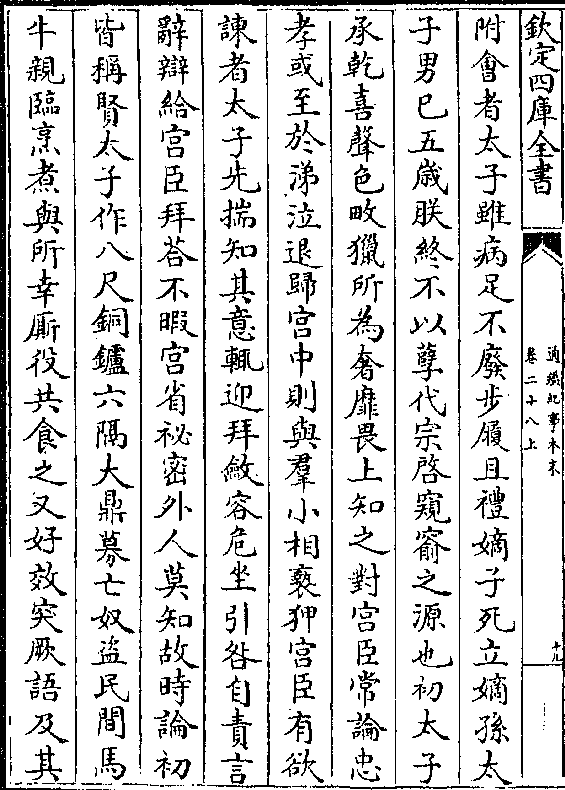 欽定四庫全書
通鑑紀事本末
卷二十八上
十九
附會者太子雖病足不廢步履且禮嫡子死立嫡孫太
子男已五歳朕終不以孽代宗啓窺窬之源也初太子
承乾喜聲色畋獵所為奢靡畏上知之對宫臣常論忠
孝或至於涕泣退歸宫中則與羣小相䙝狎宫臣有欲
諫者太子先揣知其意輒迎拜斂容危坐引咎自責言
辭辯給宫臣拜荅不暇宫省祕密外人莫知故時論初
皆稱賢太子作八尺銅鑪六隅大鼎募亡奴盗民間馬
牛親臨烹煮與所幸厮役共食之又好效突厥語及其